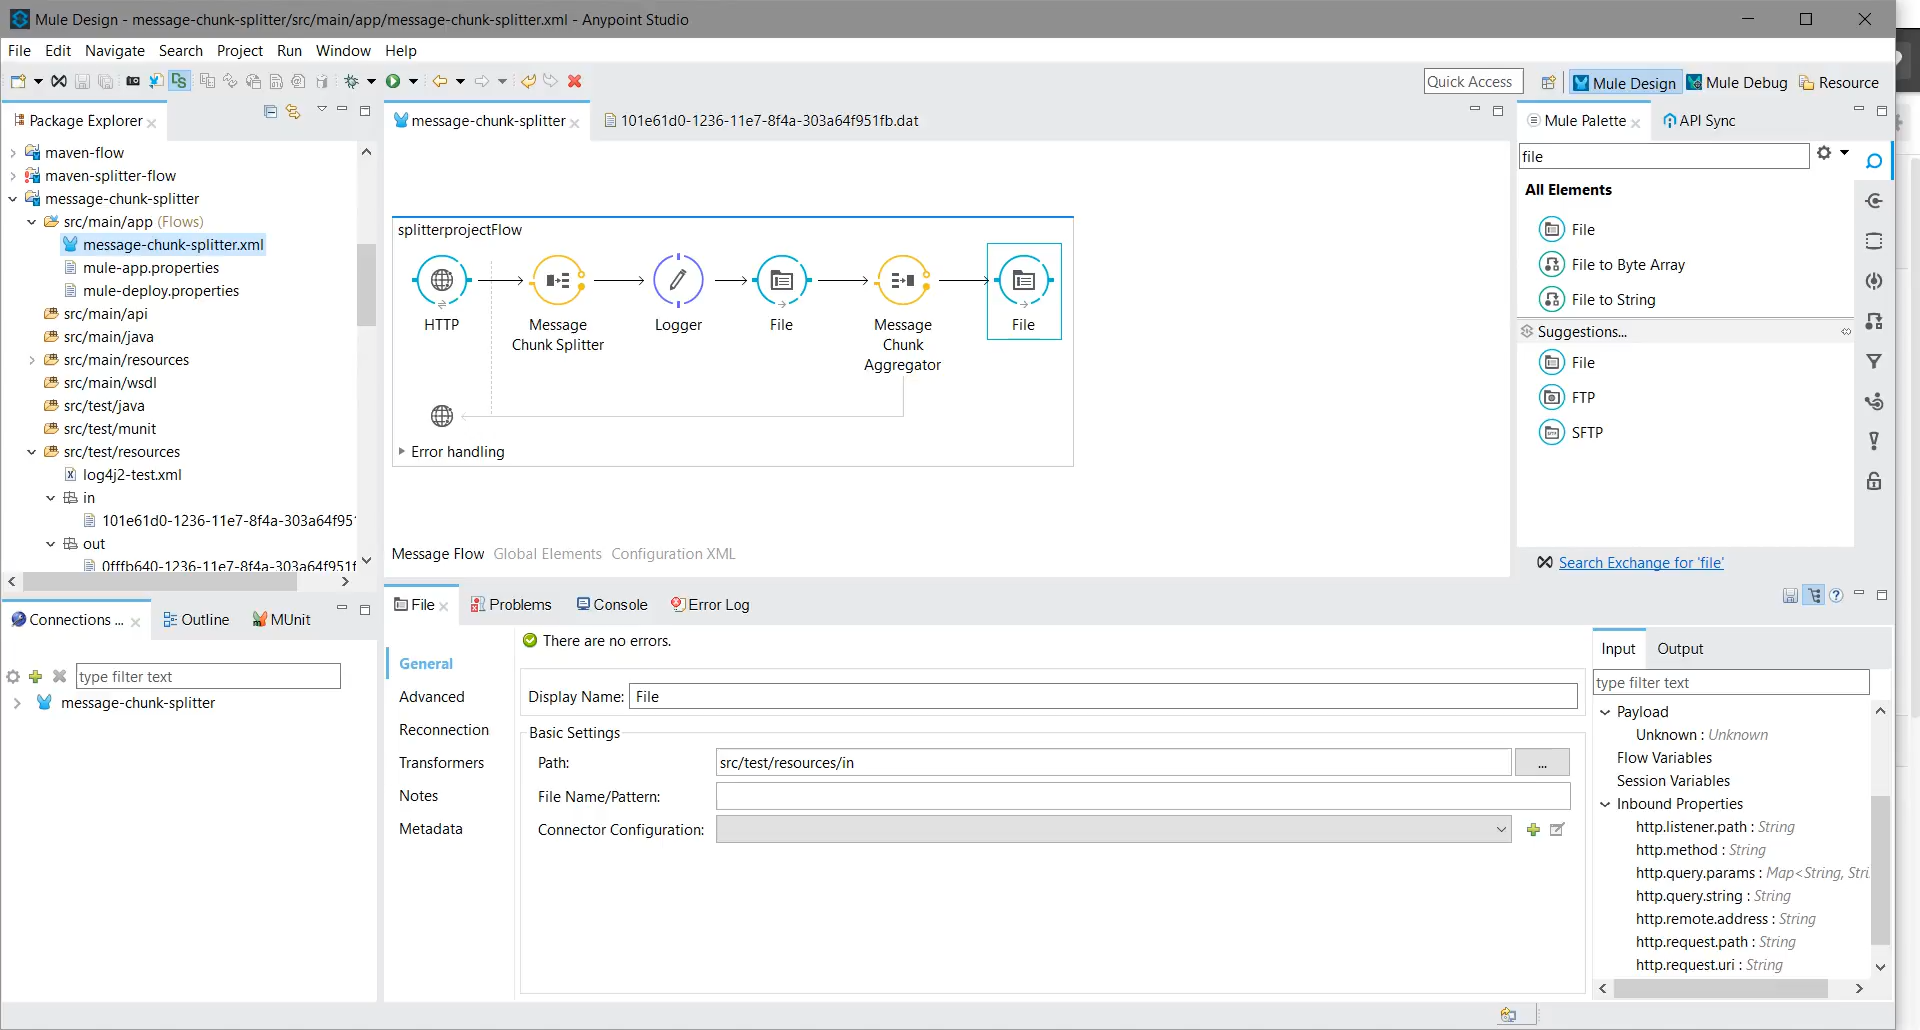 Mule Design - message-chunk-splitter/src/main/app/message-chunk-splitter.xml - Anypoint Studio
File Edit Navigate Search Project Run Window Help
Quick Access Mule Design Mule Debug Resource
Package Explorer
maven-flow
maven-splitter-flow
message-chunk-splitter
src/main/app (Flows)
message-chunk-splitter.xml
mule-app.properties
mule-deploy.properties
src/main/api
src/main/java
src/main/resources
src/main/wsdl
src/test/java
src/test/munit
src/test/resources
log4j2-test.xml
in
101e61d0-1236-11e7-8f4a-303a64f951
out
0fffb640-1236-11e7-8f4a-303a64f951f
message-chunk-splitter 101e61d0-1236-11e7-8f4a-303a64f951fb.dat
splitterprojectFlow
HTTP
Message
Chunk Splitter
Logger
File
Message
Chunk
Aggregator
File
Error handling
Message Flow Global Elements Configuration XML
Mule Palette API Sync
file
All Elements
File
File to Byte Array
File to String
Suggestions...
File
FTP
SFTP
Search Exchange for 'file'
Connections ... Outline MUnit
type filter text
message-chunk-splitter
File Problems Console Error Log
There are no errors.
General
Advanced
Reconnection
Transformers
Notes
Metadata
Display Name: File
Basic Settings
Path: src/test/resources/in ...
File Name/Pattern:
Connector Configuration:
Input Output
type filter text
Payload
Unknown : Unknown
Flow Variables
Session Variables
Inbound Properties
http.listener.path : String
http.method : String
http.query.params : Map<String, Stri
http.query.string : String
http.remote.address : String
http.request.path : String
http.request.uri : String